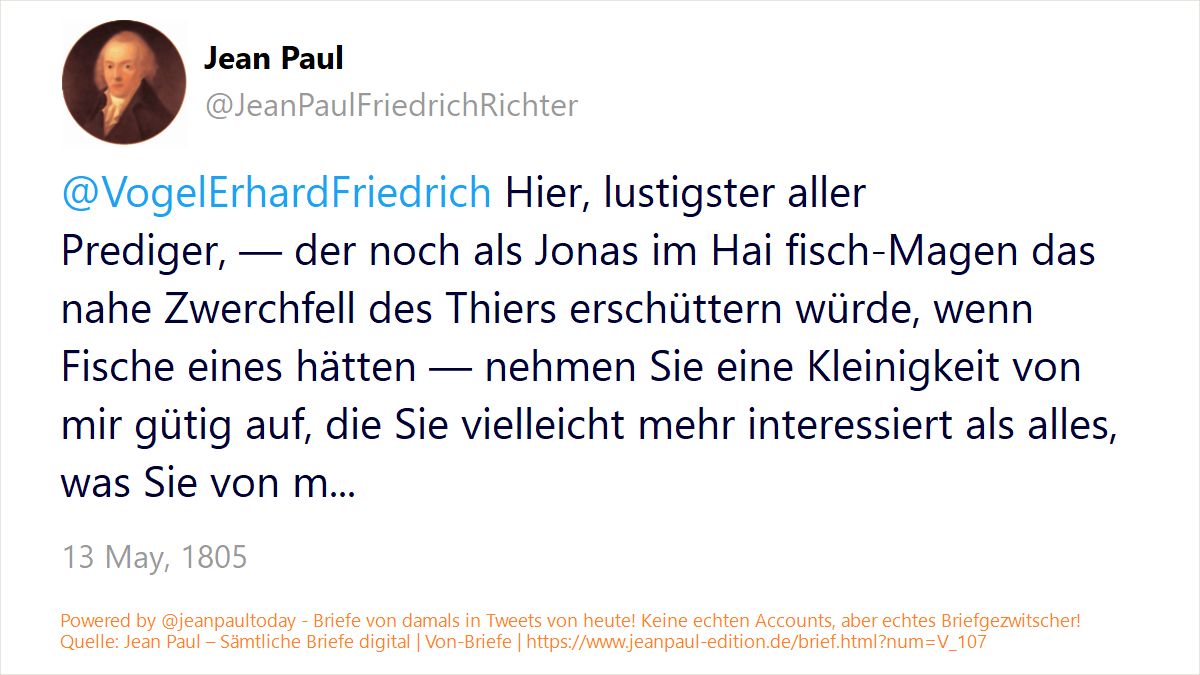 Jean Paul
@JeanPaulFriedrichRichter
@VogelErhardFriedrich Hier, lustigster aller
Prediger, — der noch als Jonas im Hai fisch-Magen das
nahe Zwerchfell des Thiers erschüttern würde, wenn
Fische eines hätten — nehmen Sie eine Kleinigkeit von
mir gütig auf, die Sie vielleicht mehr interessiert als alles,
was Sie von m...
13 May, 1805
Powered by @jeanpaultoday - Briefe von damals in Tweets von heute! Keine echten Accounts, aber echtes Briefgezwitscher!
Quelle: Jean Paul – Sämtliche Briefe digital | Von-Briefe | https://www.jeanpaul-edition.de/brief.html?num=V_107